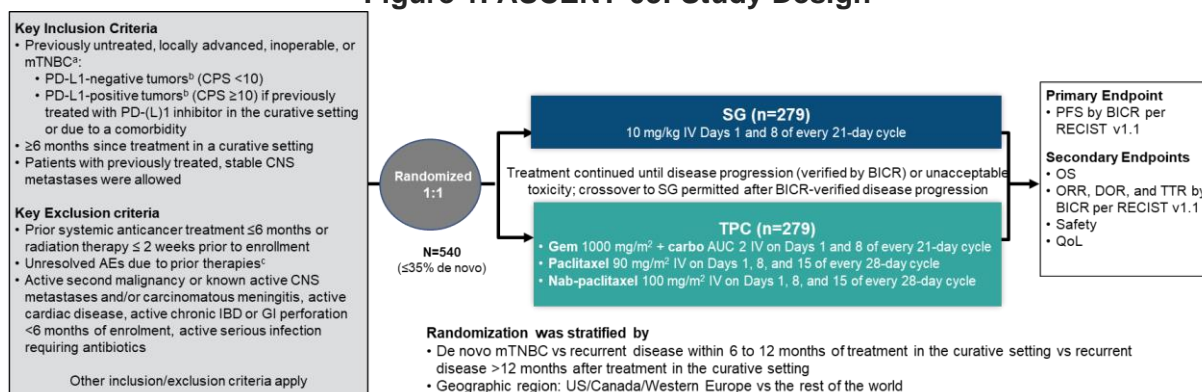 Key Inclusion Criteria
• Previously untreated, locally advanced, inoperable, or
mTNBCᵃ:
• PD-L1-negative tumorsᵇ (CPS <10)
• PD-L1-positive tumorsᵇ (CPS ≥10) if previously
treated with PD-(L)1 inhibitor in the curative setting
or due to a comorbidity
• ≥6 months since treatment in a curative setting
• Patients with previously treated, stable CNS
metastases were allowed
Key Exclusion criteria
• Prior systemic anticancer treatment ≤6 months or
radiation therapy ≤ 2 weeks prior to enrollment
• Unresolved AEs due to prior therapiesᶜ
• Active second malignancy or known active CNS
metastases and/or carcinomatous meningitis, active
cardiac disease, active chronic IBD or GI perforation
<6 months of enrolment, active serious infection
requiring antibiotics
Other inclusion/exclusion criteria apply
Randomized
1:1
N=540
(≤35% de novo)
SG (n=279)
10 mg/kg IV Days 1 and 8 of every 21-day cycle
Treatment continued until disease progression (verified by BICR) or unacceptable
toxicity; crossover to SG permitted after BICR-verified disease progression
TPC (n=279)
• Gem 1000 mg/m² + carbo AUC 2 IV on Days 1 and 8 of every 21-day cycle
• Paclitaxel 90 mg/m² IV on Days 1, 8, and 15 of every 28-day cycle
• Nab-paclitaxel 100 mg/m² IV on Days 1, 8, and 15 of every 28-day cycle
Randomization was stratified by
• De novo mTNBC vs recurrent disease within 6 to 12 months of treatment in the curative setting vs recurrent
disease >12 months after treatment in the curative setting
• Geographic region: US/Canada/Western Europe vs the rest of the world
Primary Endpoint
• PFS by BICR per
RECIST v1.1
Secondary Endpoints
• OS
• ORR, DOR, and TTR by
BICR per RECIST v1.1
• Safety
• QoL